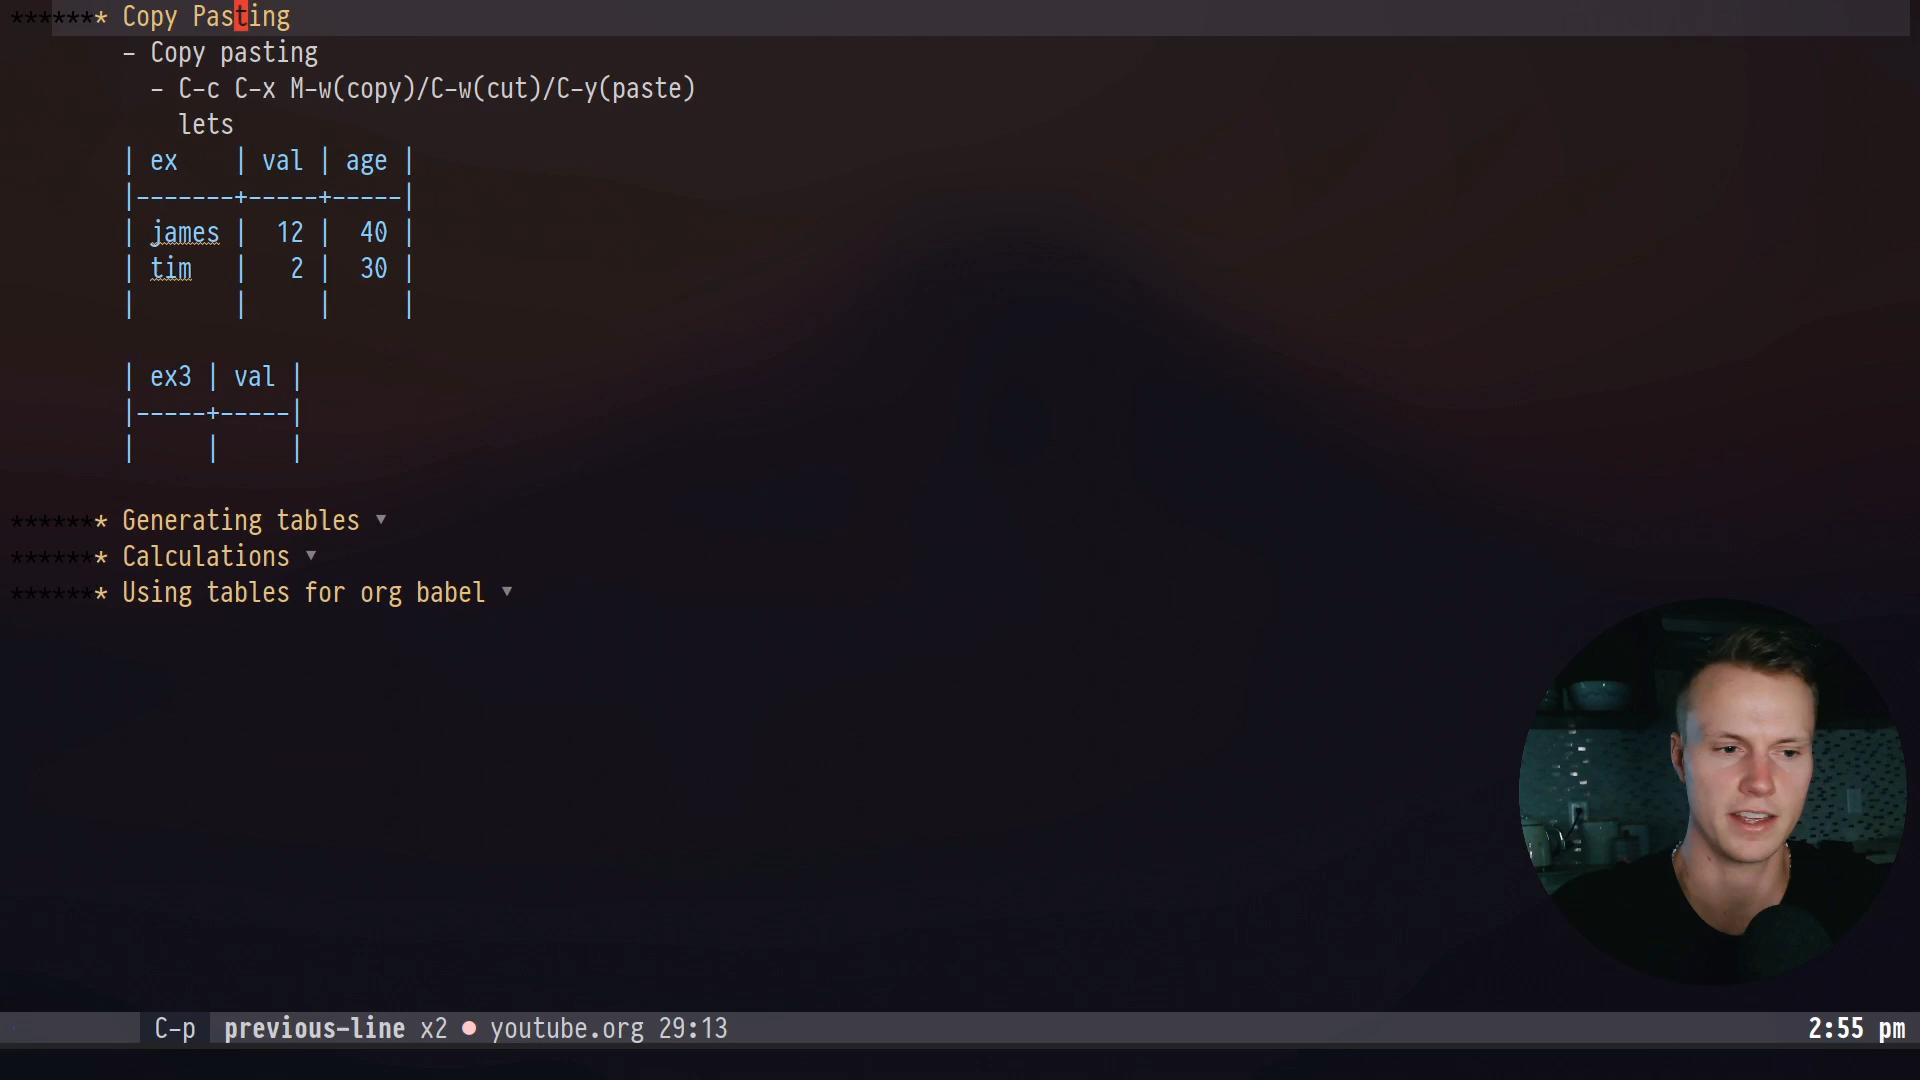 ******* Copy Pasting
– Copy pasting
– C–c C–x M–w(copy)/C–w(cut)/C–y(paste)
lets
| ex | val | age |
|-------+-----+-----|
| james | 12 | 40 |
| tim | 2 | 30 |
| | | |
| ex3 | val |
|-----+-----|
| | |
******* Generating tables ▼
******* Calculations ▼
******* Using tables for org babel ▼
C–p previous–line x2 ● youtube.org 29:13 2:55 pm